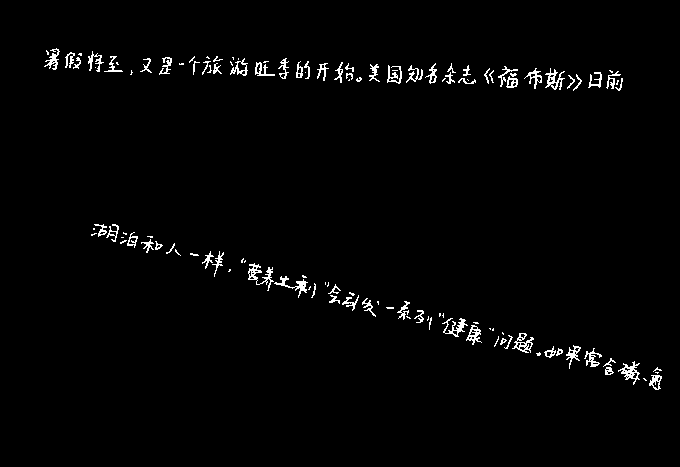 暑假将至，又是一个旅游旺季的开始。美国知名杂志《福布斯》日前
湖泊和人一样，“营养生剩”会引发一系列“健康”问题。如果富含磷、氮